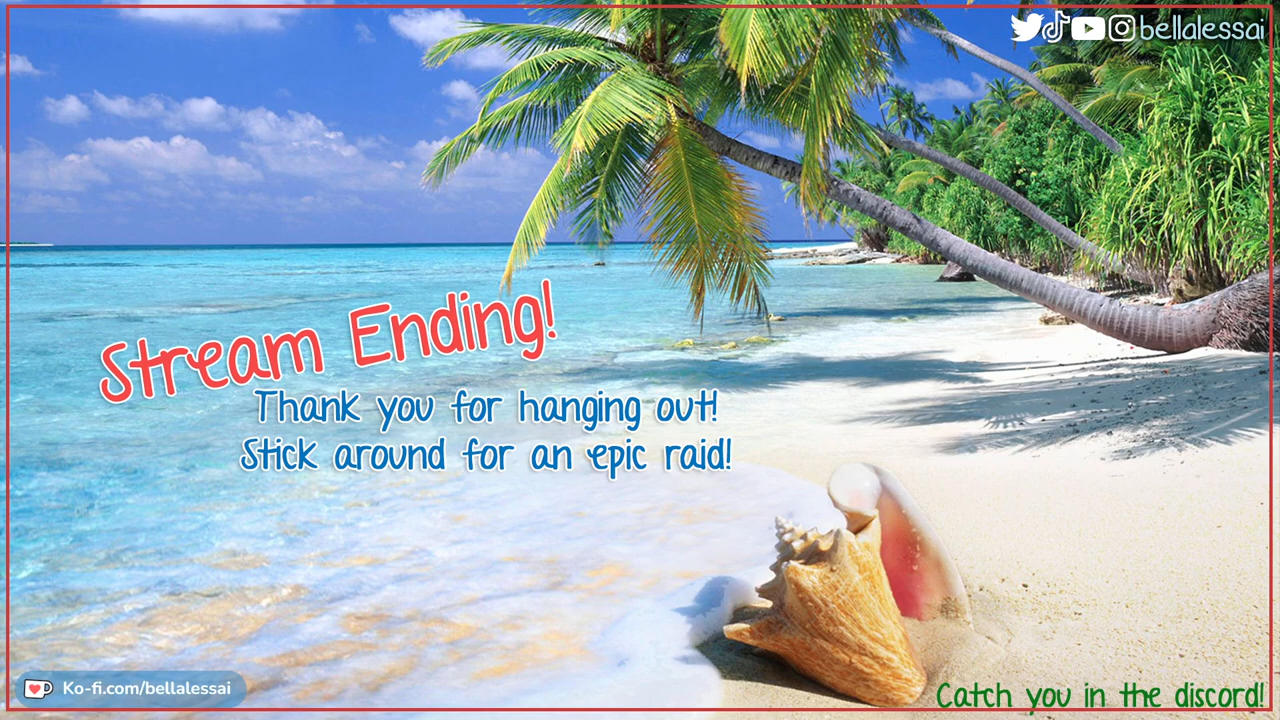 bellalessai
Stream Ending!
Thank you for hanging out!
Stick around for an epic raid!
Ko-fi.com/bellalessai
Catch you in the discord!